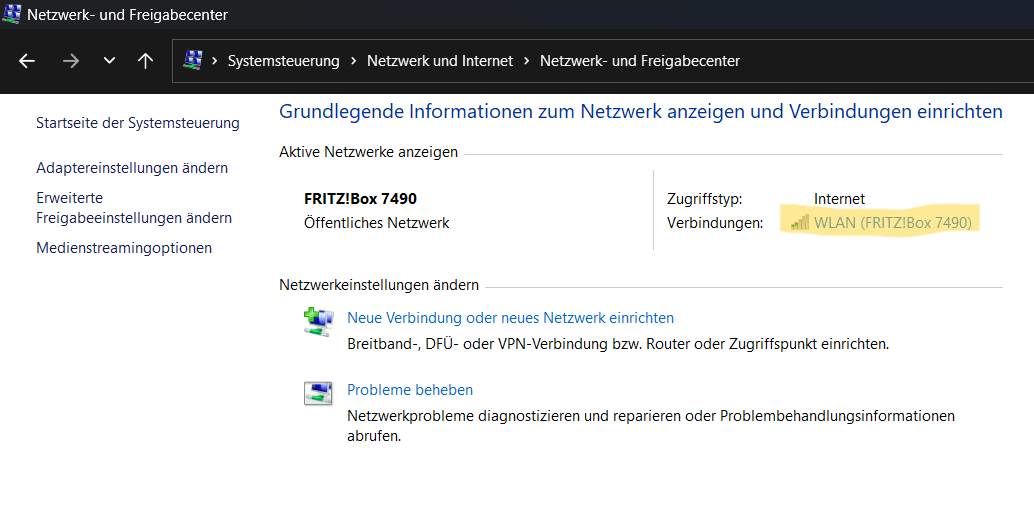 Netzwerk- und Freigabecenter
Systemsteuerung > Netzwerk und Internet > Netzwerk- und Freigabecenter
Startseite der Systemsteuerung
Adaptereinstellungen ändern
Erweiterte
Freigabeeinstellungen ändern
Medienstreamingoptionen
Grundlegende Informationen zum Netzwerk anzeigen und Verbindungen einrichten
Aktive Netzwerke anzeigen
FRITZ!Box 7490
Öffentliches Netzwerk
Zugriffstyp: Internet
Verbindungen: WLAN (FRITZ!Box 7490)
Netzwerkeinstellungen ändern
Neue Verbindung oder neues Netzwerk einrichten
Breitband-, DFÜ- oder VPN-Verbindung bzw. Router oder Zugriffspunkt einrichten.
Probleme beheben
Netzwerkprobleme diagnostizieren und reparieren oder Problembehandlungsinformationen
abrufen.